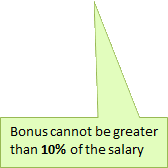 Bonus cannot be greater
than 10% of the salary